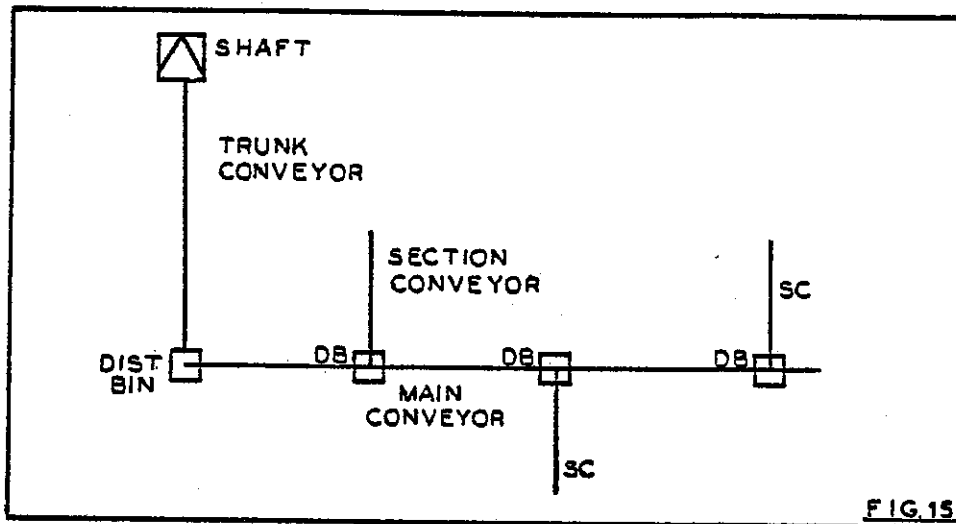 SHAFT
TRUNK
CONVEYOR
SECTION
CONVEYOR
SC
DIST.
BIN
DB
DB
DB
MAIN
CONVEYOR
SC
FIG.15